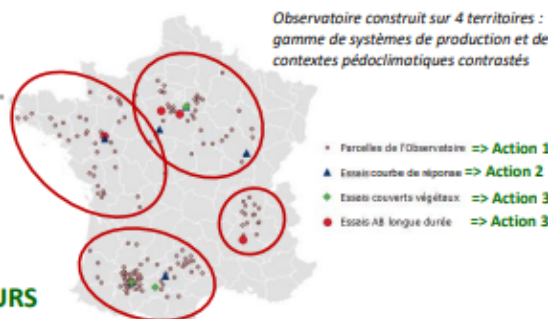 Observatoire construit sur 4 territoires :
gamme de systèmes de production et de
contextes pédoclimatiques contrastés
Parcelles de l'Observatoire => Action 1
Essais courbe de réponse => Action 2
Essais couverts végétaux => Action 3
Essais AB longue durée => Action 3
URS